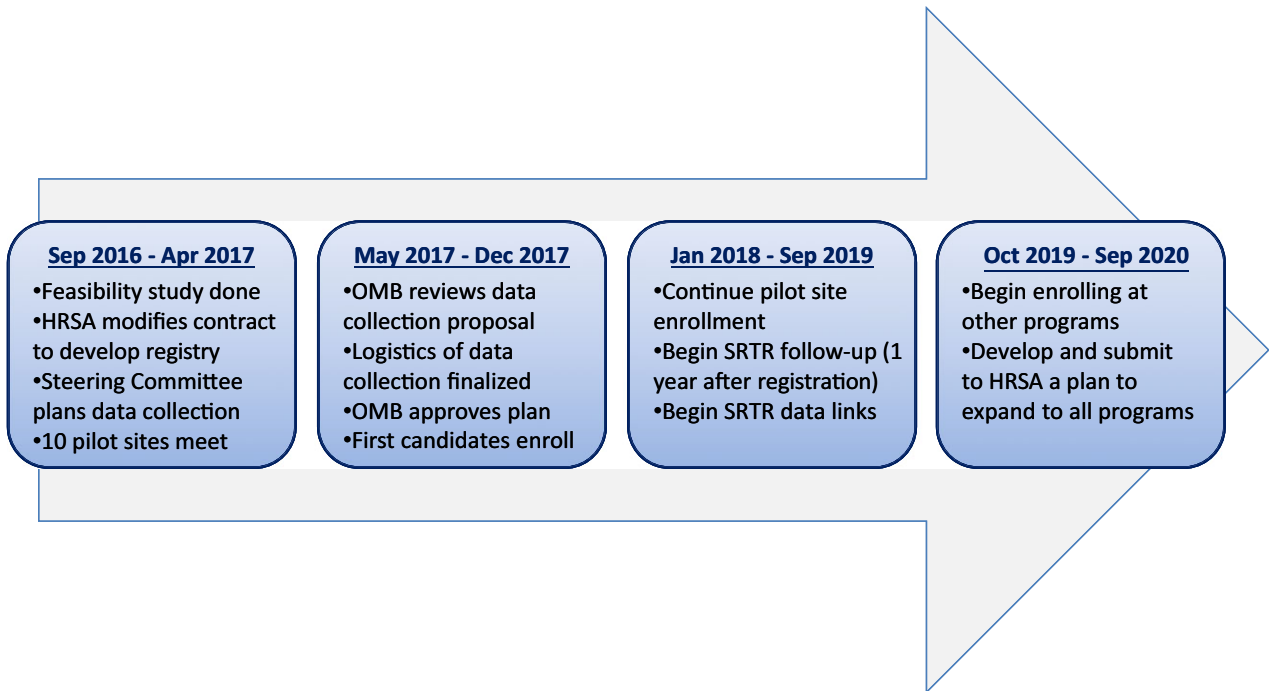 Sep 2016 - Apr 2017
•Feasibility study done
•HRSA modifies contract
to develop registry
•Steering Committee
plans data collection
•10 pilot sites meet
May 2017 - Dec 2017
•OMB reviews data
collection proposal
•Logistics of data
collection finalized
•OMB approves plan
•First candidates enroll
Jan 2018 - Sep 2019
•Continue pilot site
enrollment
•Begin SRTR follow-up (1
year after registration)
•Begin SRTR data links
Oct 2019 - Sep 2020
•Begin enrolling at
other programs
•Develop and submit
to HRSA a plan to
expand to all programs